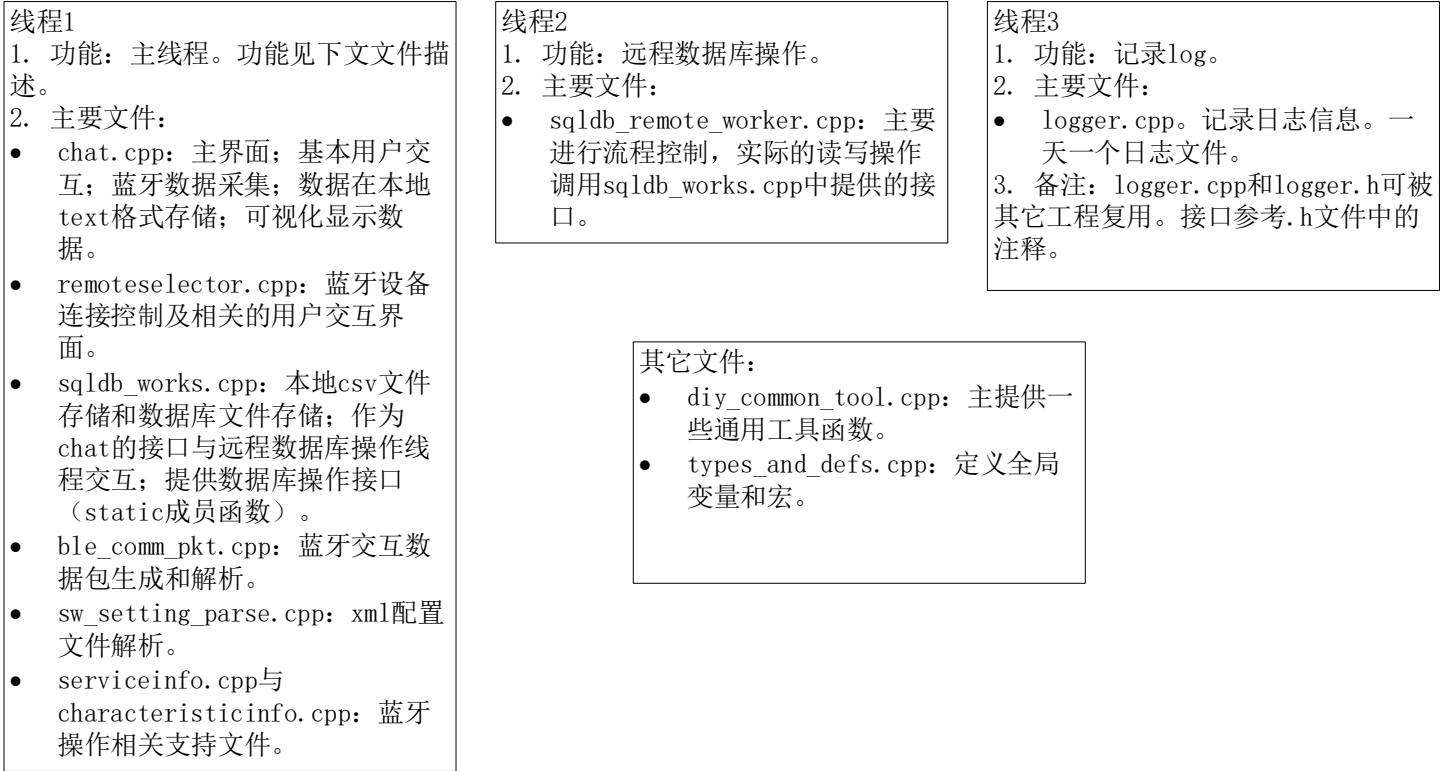 线程1
1. 功能：主线程。功能见下文文件描
述。
2. 主要文件：
● chat.cpp：主界面；基本用户交
互；蓝牙数据采集；数据在本地
text格式存储；可视化显示数
据。
● remoteselector.cpp：蓝牙设备
连接控制及相关的用户交互界
面。
● sqldb_works.cpp：本地csv文件
存储和数据库文件存储；作为
chat的接口与远程数据库操作线
程交互；提供数据库操作接口
（static成员函数）。
● ble_comm_pkt.cpp：蓝牙交互数
据包生成和解析。
● sw_setting_parse.cpp：xml配置
文件解析。
● serviceinfo.cpp与
characteristicinfo.cpp：蓝牙
操作相关支持文件。
线程2
1. 功能：远程数据库操作。
2. 主要文件：
● sqldb_remote_worker.cpp：主要
进行流程控制，实际的读写操作
调用sqldb_works.cpp中提供的接
口。
线程3
1. 功能：记录log。
2. 主要文件：
● logger.cpp。记录日志信息。一
天一个日志文件。
3. 备注：logger.cpp和logger.h可被
其它工程复用。接口参考.h文件中的
注释。
其它文件：
● diy_common_tool.cpp：主提供一
些通用工具函数。
● types_and_defs.cpp：定义全局
变量和宏。